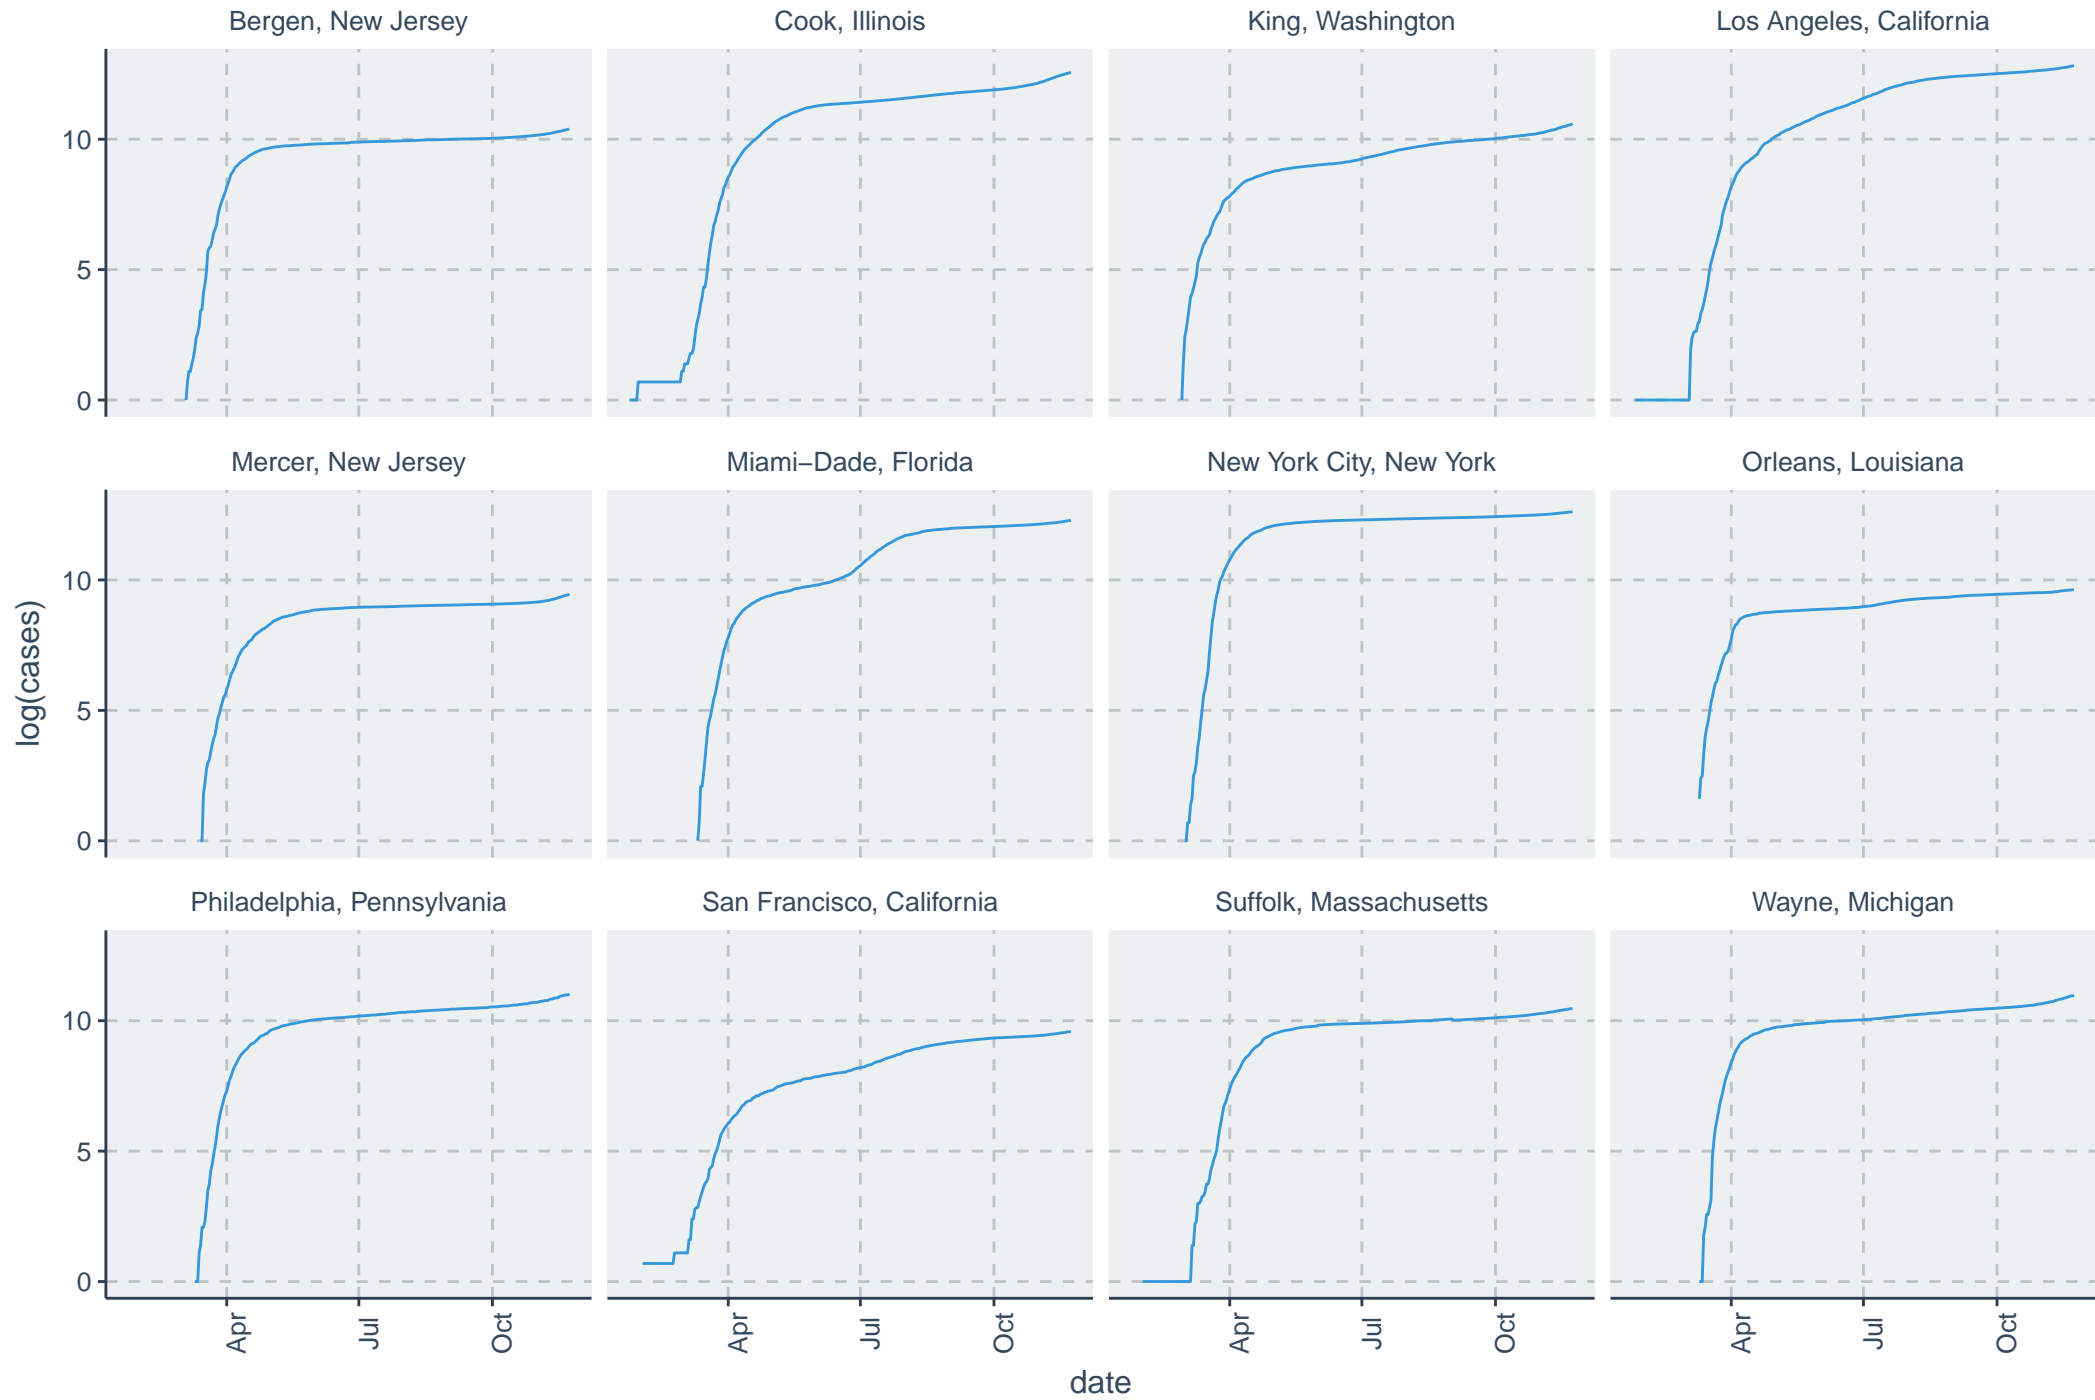 Bergen, New Jersey
Cook, Illinois
King, Washington
Los Angeles, California
10
5
0
Mercer, New Jersey
Miami−Dade, Florida
New York City, New York
Orleans, Louisiana
10
5
0
log(cases)
Philadelphia, Pennsylvania
San Francisco, California
Suffolk, Massachusetts
Wayne, Michigan
10
5
0
Apr
Jul
Oct
Apr
Jul
Oct
Apr
Jul
Oct
Apr
Jul
Oct
date